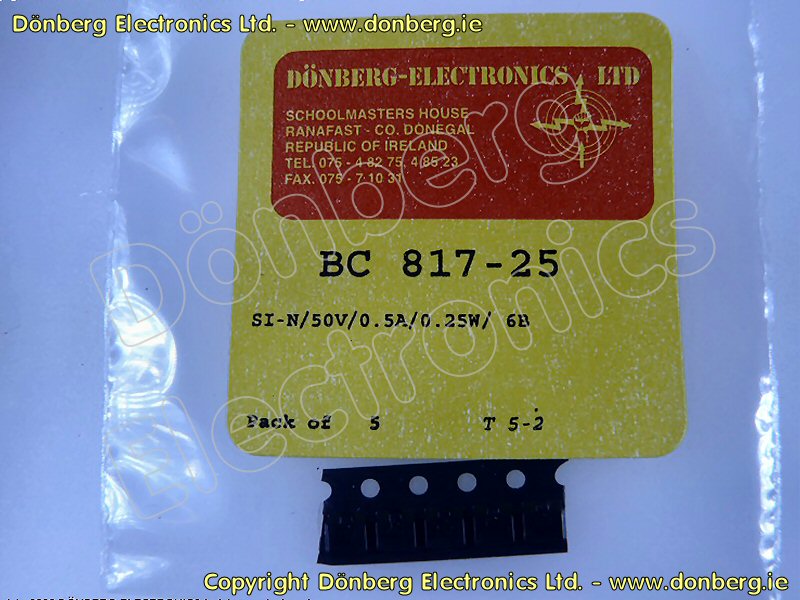 Dönberg Electronics Ltd. - www.donberg.ie
DÖNBERG-ELECTRONICS LTD
SCHOOLMASTERS HOUSE
RANAFAST - CO. DONEGAL
REPUBLIC OF IRELAND
TEL. 075 - 4 82 75, 4 85 23
FAX. 075 - 7 10 31
Dönberg
Electronics
BC 817-25
SI-N/50V/0.5A/0.25W/ 6B
Pack of 5 T 5-2
Copyright Dönberg Electronics Ltd. - www.donberg.ie